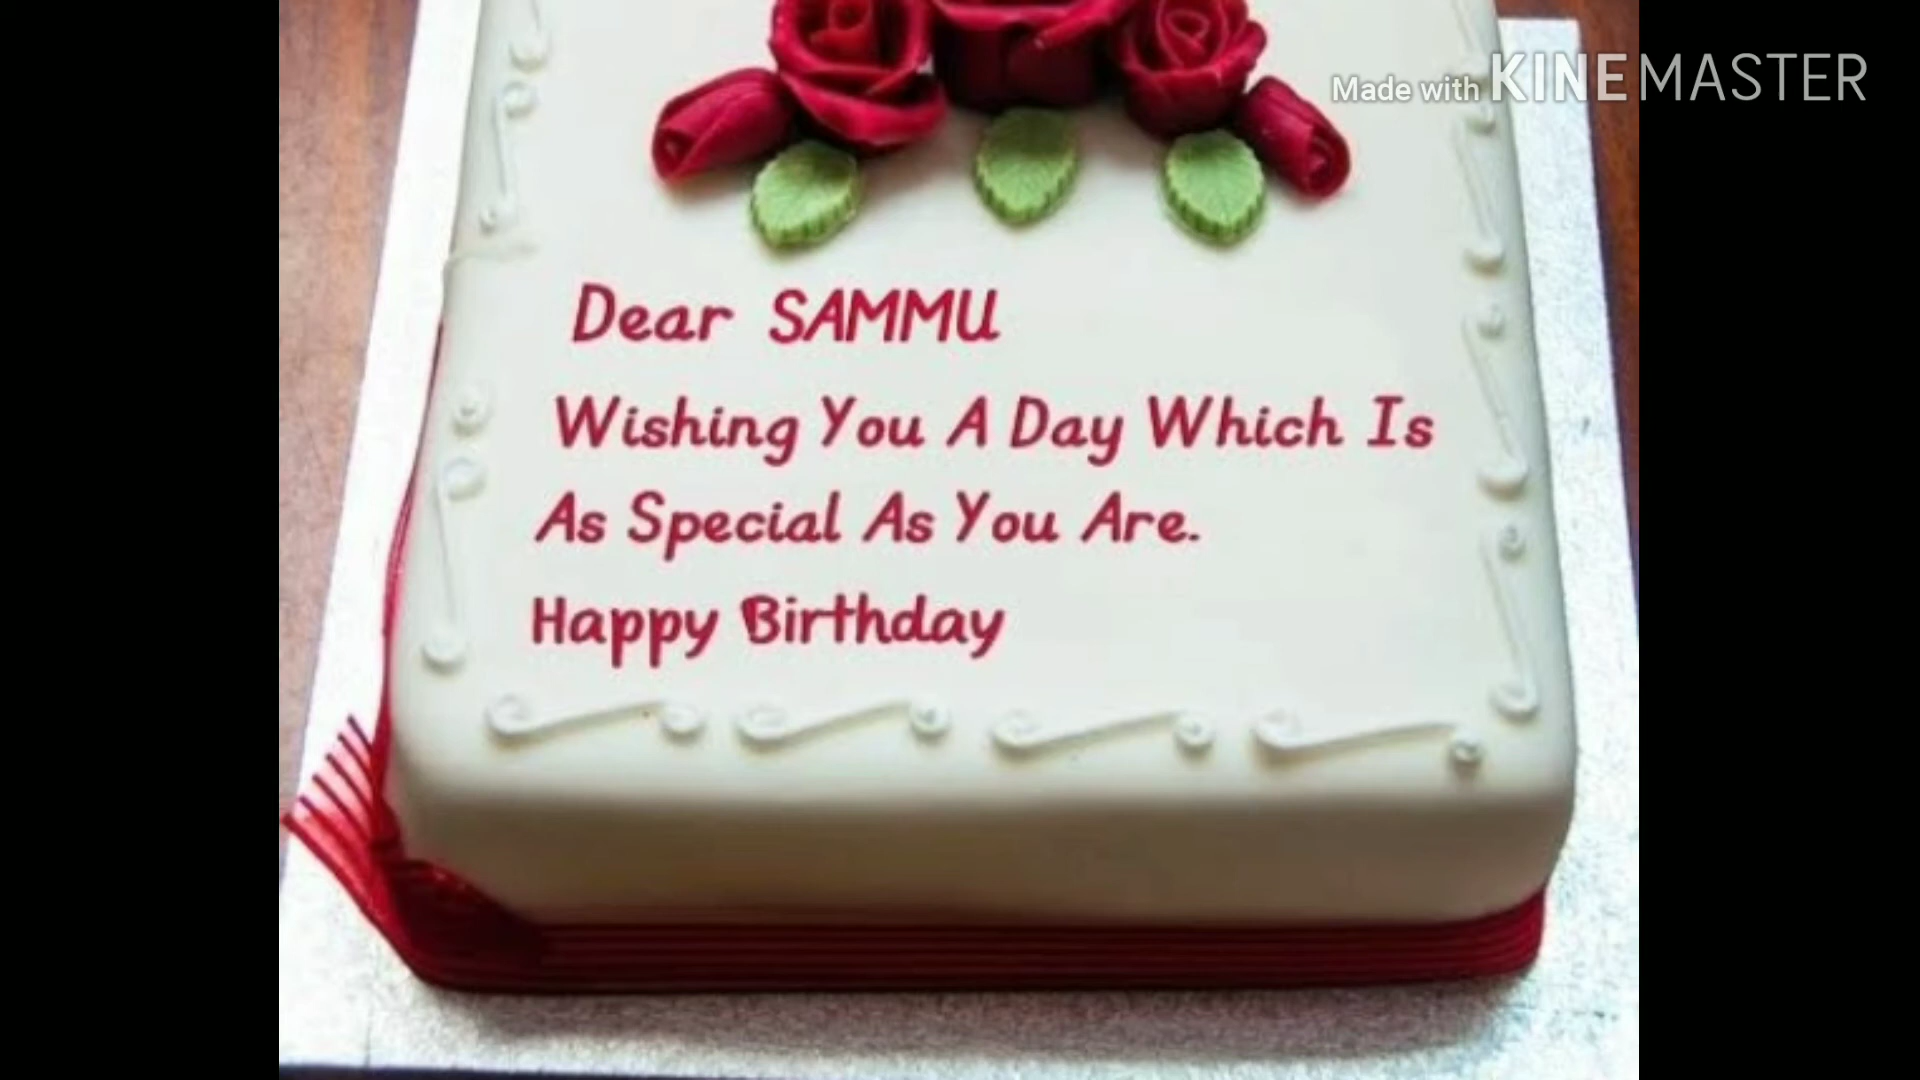 Made with KINEMASTER
Dear SAMMU
Wishing You A Day Which Is
As Special As You Are.
Happy Birthday